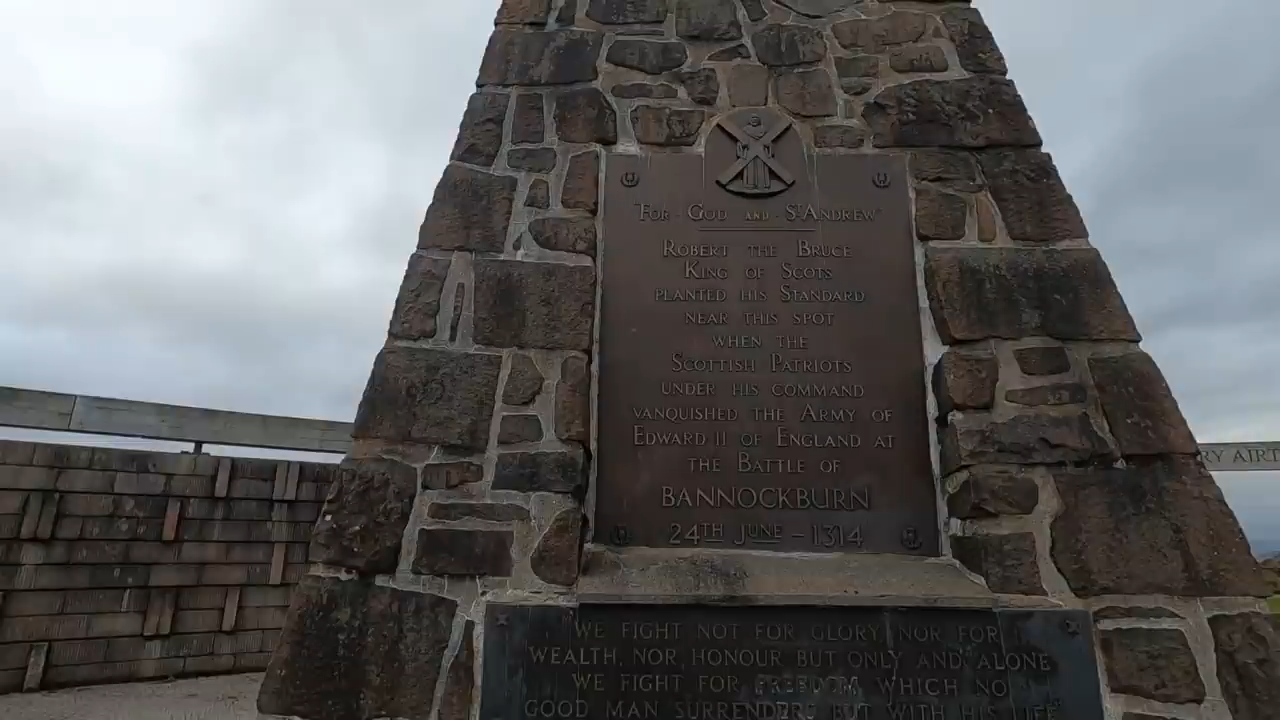 "FOR · GOD AND · ST ANDREW"
ROBERT THE BRUCE
KING OF SCOTS
PLANTED HIS STANDARD
NEAR THIS SPOT
WHEN THE
SCOTTISH PATRIOTS
UNDER HIS COMMAND
VANQUISHED THE ARMY OF
EDWARD II OF ENGLAND AT
THE BATTLE OF
BANNOCKBURN
24TH JUNE – 1314
"WE FIGHT NOT FOR GLORY NOR FOR
WEALTH, NOR HONOUR BUT ONLY AND ALONE
WE FIGHT FOR FREEDOM WHICH NO
GOOD MAN SURRENDERS BUT WITH HIS LIFE"